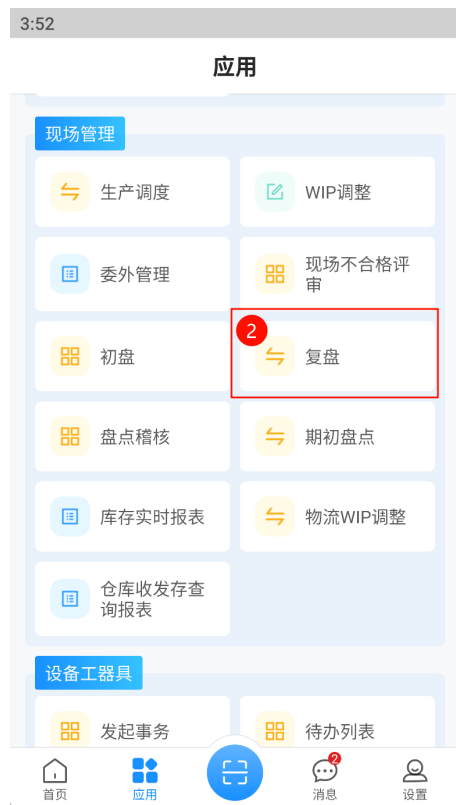 3:52
应用
现场管理
生产调度
WIP调整
委外管理
现场不合格评
审
初盘
2
复盘
盘点稽核
期初盘点
库存实时报表
物流WIP调整
仓库收发存查
询报表
设备工器具
发起事务
待办列表
首页
应用
2
消息
设置